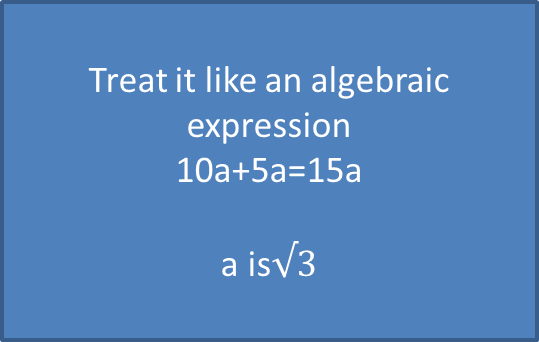 Treat it like an algebraic
expression
10a+5a=15a
a is√3